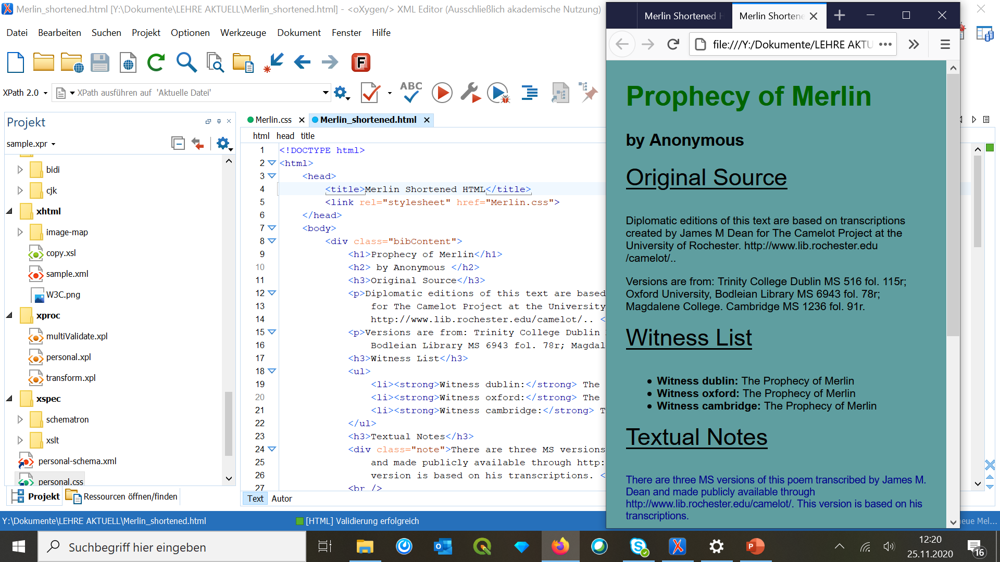 Merlin_shortened.html [Y:\Dokumente\LEHRE AKTUELL\Merlin_shortened.html] - <oXygen/> XML Editor (Ausschließlich akademische Nutzung)
Datei Bearbeiten Suchen Projekt Optionen Werkzeuge Dokument Fenster Hilfe
F
XPath 2.0 XPath ausführen auf 'Aktuelle Datei'
ABC
Projekt
sample.xpr
bidi
cjk
xhtml
image-map
copy.xsl
sample.xml
W3C.png
xproc
multiValidate.xpl
personal.xpl
transform.xpl
xspec
schematron
xslt
personal-schema.xml
personal.css
Projekt Ressourcen öffnen/finden
Merlin.css Merlin_shortened.html
html head title
1 <!DOCTYPE html>
2 <html>
3 <head>
4 <title>Merlin Shortened HTML</title>
5 <link rel="stylesheet" href="Merlin.css">
6 </head>
7 <body>
8 <div class="bibContent">
9 <h1>Prophecy of Merlin</h1>
10 <h2> by Anonymous </h2>
11 <h3>Original Source</h3>
12 <p>Diplomatic editions of this text are based
13 for The Camelot Project at the University
14 http://www.lib.rochester.edu/camelot/.. <
15 <p>Versions are from: Trinity College Dublin
16 Bodleian Library MS 6943 fol. 78r; Magdal
17 <h3>Witness List</h3>
18 <ul>
19 <li><strong>Witness dublin:</strong> The
20 <li><strong>Witness oxford:</strong> The
21 <li><strong>Witness cambridge:</strong> T
22 </ul>
23 <h3>Textual Notes</h3>
24 <div class="note">There are three MS versions
25 and made publicly available through http:
26 version is based on his transcriptions. <
27 <br />
Text Autor
Y:\Dokumente\LEHRE AKTUELL\Merlin_shortened.html [HTML] Validierung erfolgreich
Merlin Shortened H Merlin Shortene
file:///Y:/Dokumente/LEHRE AKTU
Prophecy of Merlin
by Anonymous
Original Source
Diplomatic editions of this text are based on transcriptions
created by James M Dean for The Camelot Project at the
University of Rochester. http://www.lib.rochester.edu
/camelot/..
Versions are from: Trinity College Dublin MS 516 fol. 115r;
Oxford University, Bodleian Library MS 6943 fol. 78r;
Magdalene College. Cambridge MS 1236 fol. 91r.
Witness List
Witness dublin: The Prophecy of Merlin
Witness oxford: The Prophecy of Merlin
Witness cambridge: The Prophecy of Merlin
Textual Notes
There are three MS versions of this poem transcribed by James M.
Dean and made publicly available through
http://www.lib.rochester.edu/camelot/. This version is based on his
transcriptions.
eue Mel...
Suchbegriff hier eingeben
12:20
25.11.2020
16